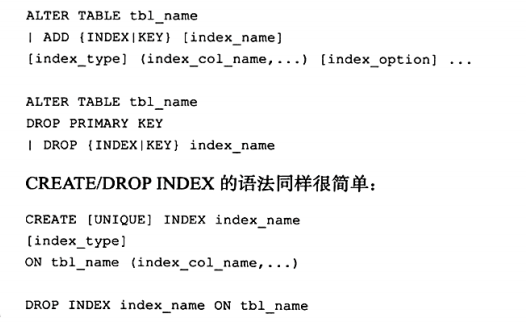 ALTER TABLE tbl_name
| ADD {INDEX|KEY} [index_name]
[index_type] (index_col_name,...) [index_option] ...
ALTER TABLE tbl_name
DROP PRIMARY KEY
| DROP {INDEX|KEY} index_name
CREATE/DROP INDEX 的语法同样很简单：
CREATE [UNIQUE] INDEX index_name
[index_type]
ON tbl_name (index_col_name,...)
DROP INDEX index_name ON tbl_name